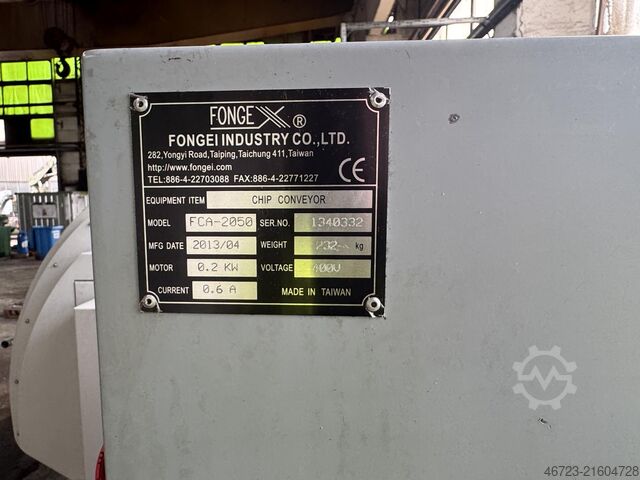 FONGEX®
FONGEI INDUSTRY CO.,LTD.
282,Yongyi Road,Taiping,Taichung 411,Taiwan
http://www.fongei.com
TEL:886-4-22703088 FAX:886-4-22771227
CE
EQUIPMENT ITEM CHIP CONVEYOR
MODEL FCA-2050 SER.NO. 1340332
MFG DATE 2013/04 WEIGHT 232 kg
MOTOR 0.2 KW VOLTAGE 400V
CURRENT 0.6 A MADE IN TAIWAN
46723-21604728